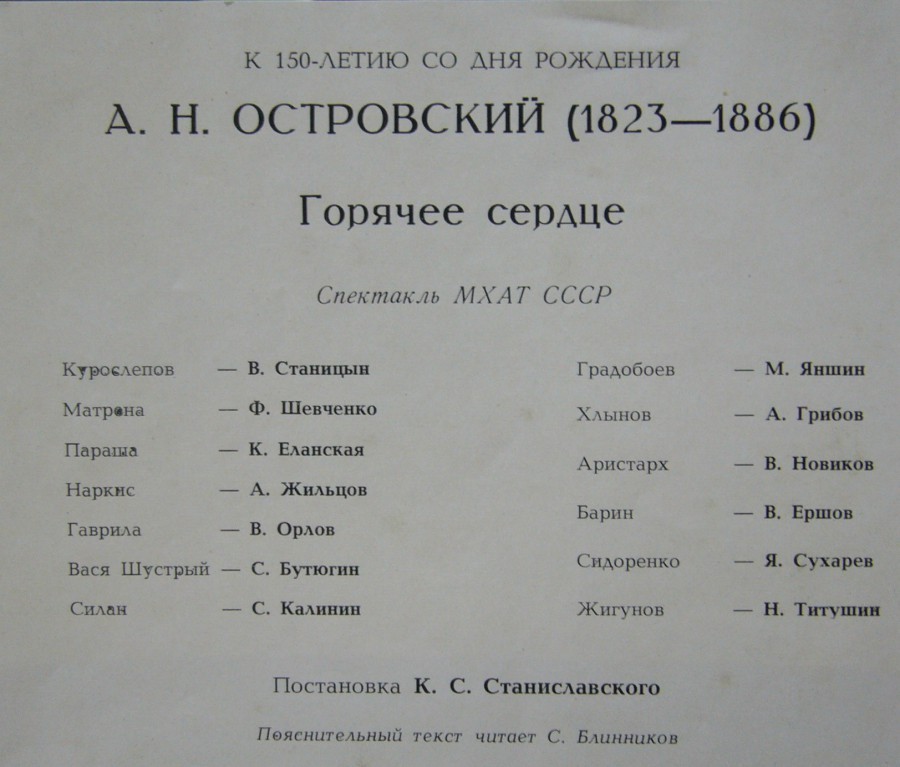 К 150-ЛЕТИЮ СО ДНЯ РОЖДЕНИЯ
А. Н. ОСТРОВСКИЙ (1823—1886)
Горячее сердце
Спектакль МХАТ СССР
Курослепов — В. Станицын
Матрона — Ф. Шевченко
Параша — К. Еланская
Наркис — А. Жильцов
Гаврила — В. Орлов
Вася Шустрый — С. Бутюгин
Силан — С. Калинин
Градобоев — М. Яншин
Хлынов — А. Грибов
Аристарх — В. Новиков
Барин — В. Ершов
Сидоренко — Я. Сухарев
Жигунов — Н. Титушин
Постановка К. С. Станиславского
Пояснительный текст читает С. Блинников